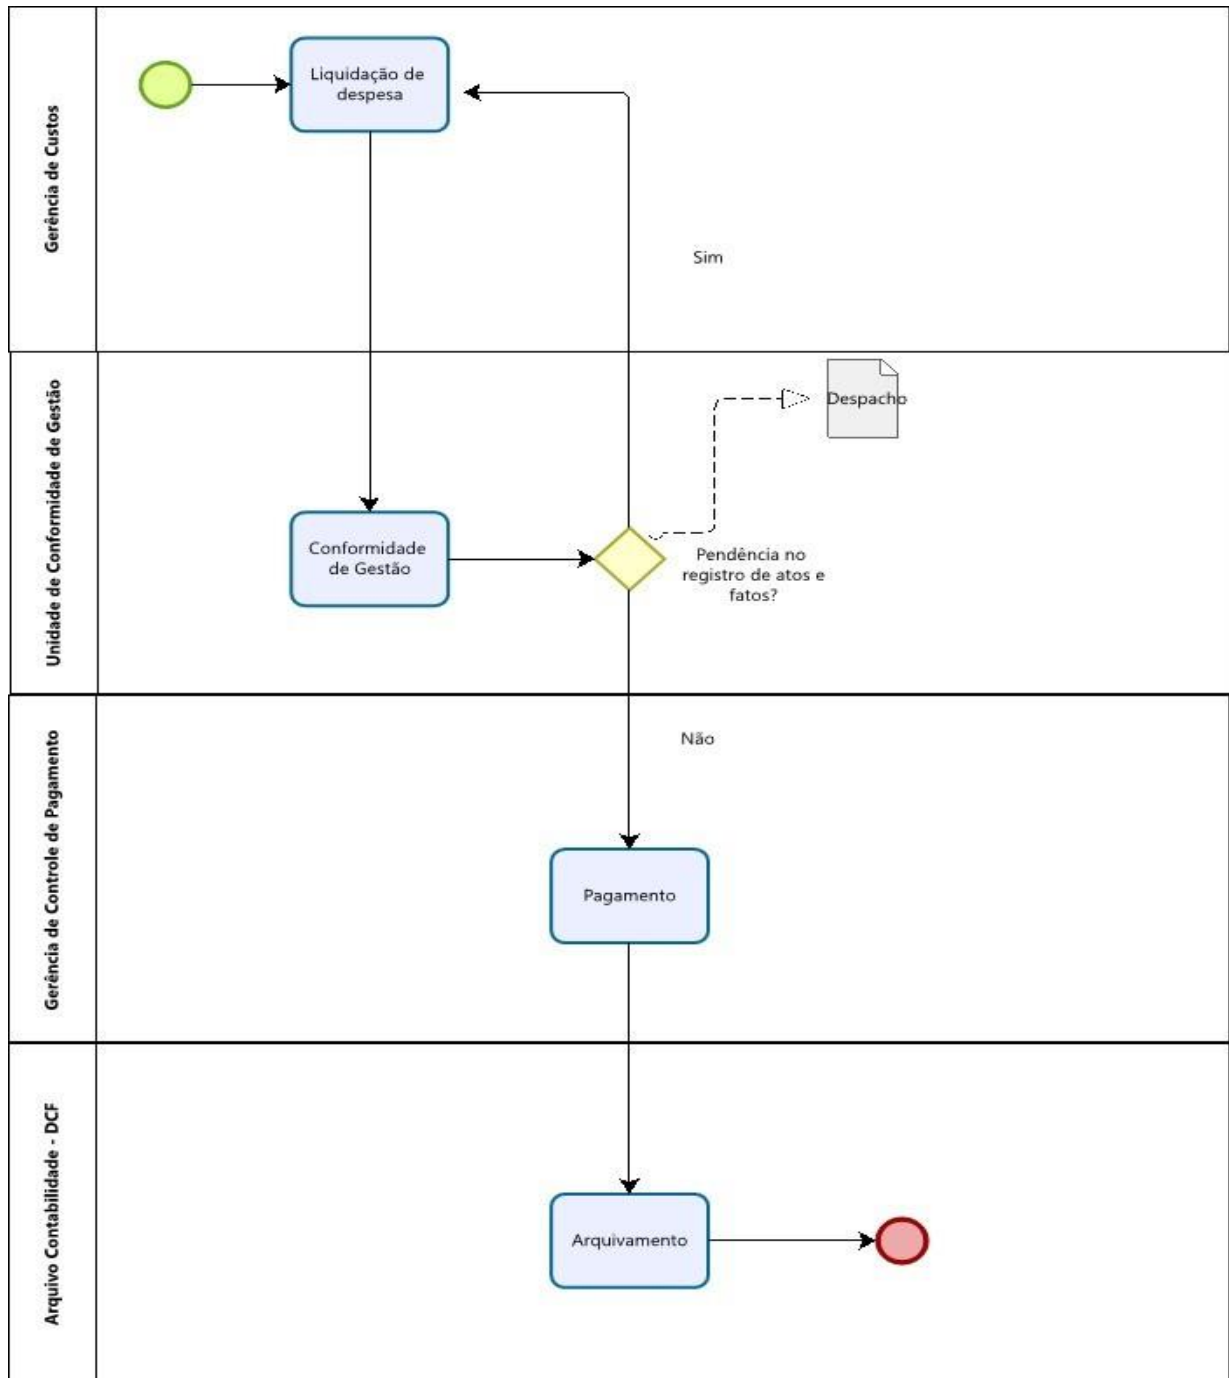 Gerência de Custos
Liquidação de
despesa
Sim
Unidade de Conformidade de Gestão
Despacho
Conformidade
de Gestão
Pendência no
registro de atos e
fatos?
Gerência de Controle de Pagamento
Não
Pagamento
Arquivo Contabilidade - DCF
Arquivamento